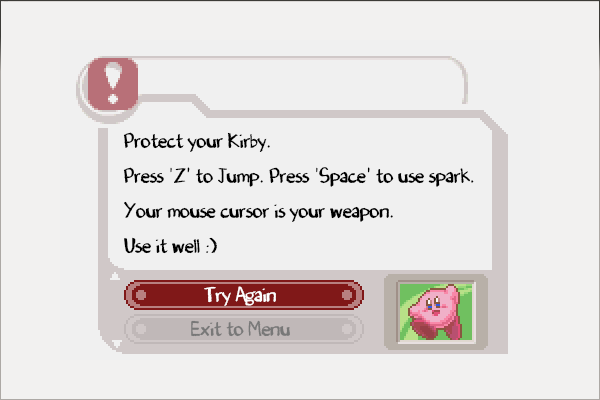 Protect your Kirby.
Press 'Z' to Jump. Press 'Space' to use spark.
Your mouse cursor is your weapon.
Use it well :)
Try Again
Exit to Menu